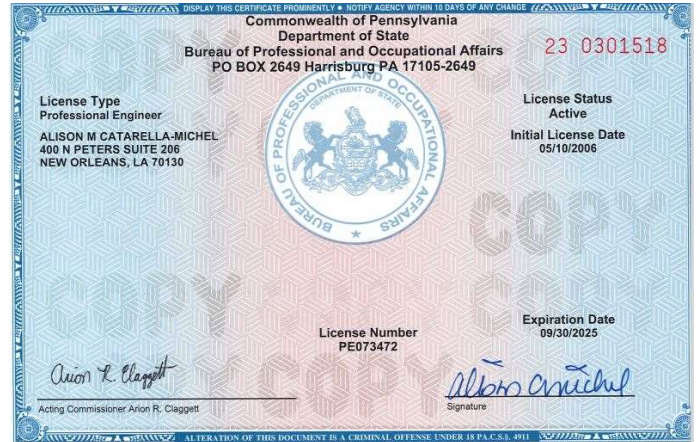 DISPLAY THIS CERTIFICATE PROMINENTLY • NOTIFY AGENCY WITHIN 10 DAYS OF ANY CHANGE
Commonwealth of Pennsylvania
Department of State
Bureau of Professional and Occupational Affairs
PO BOX 2649 Harrisburg PA 17105-2649
23 0301518
BUREAU OF PROFESSIONAL AND OCCUPATIONAL AFFAIRS
DEPARTMENT OF STATE
License Type
Professional Engineer
ALISON M CATARELLA-MICHEL
400 N PETERS SUITE 206
NEW ORLEANS, LA 70130
License Status
Active
Initial License Date
05/10/2006
COPY
COPY
COPY
COPY
License Number
PE073472
Expiration Date
09/30/2025
Arion R. Claggett
Acting Commissioner Arion R. Claggett
Signature
ALTERATION OF THIS DOCUMENT IS A CRIMINAL OFFENSE UNDER 18 PA.C.S.§ 4911